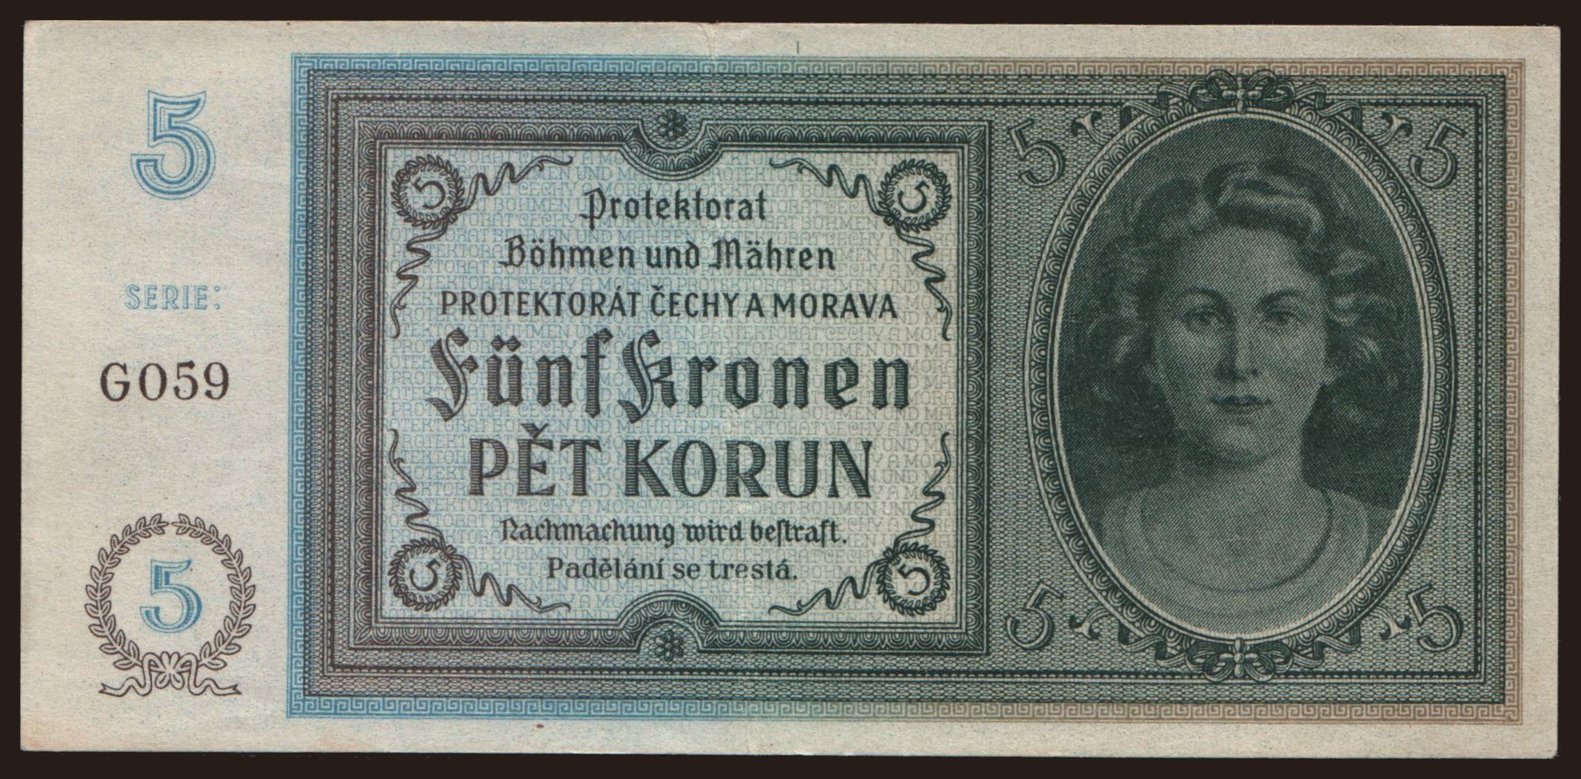 5
SERIE:
G059
5
5
5
Protektorat
Böhmen und Mähren
PROTEKTORÁT ČECHY A MORAVA
Fünf Kronen
PĚT KORUN
Nachmachung wird bestraft.
Padělání se trestá.
5
5
5
5
5
5